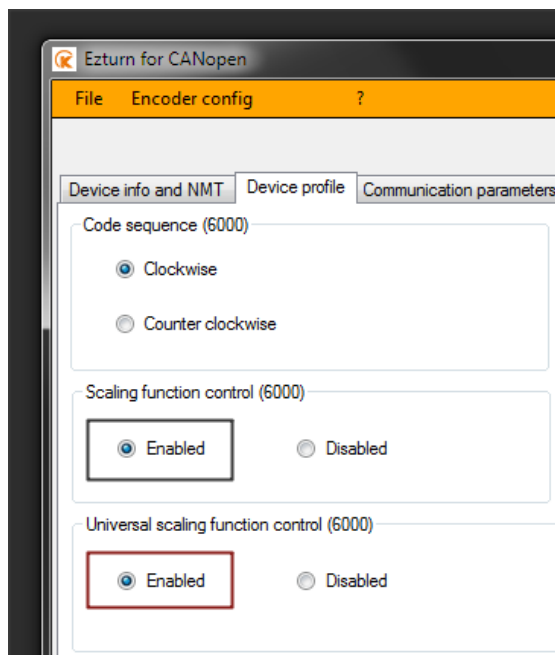 Ezturn for CANopen
File Encoder config ?
Device info and NMT Device profile Communication parameters
Code sequence (6000)
Clockwise
Counter clockwise
Scaling function control (6000)
Enabled Disabled
Universal scaling function control (6000)
Enabled Disabled